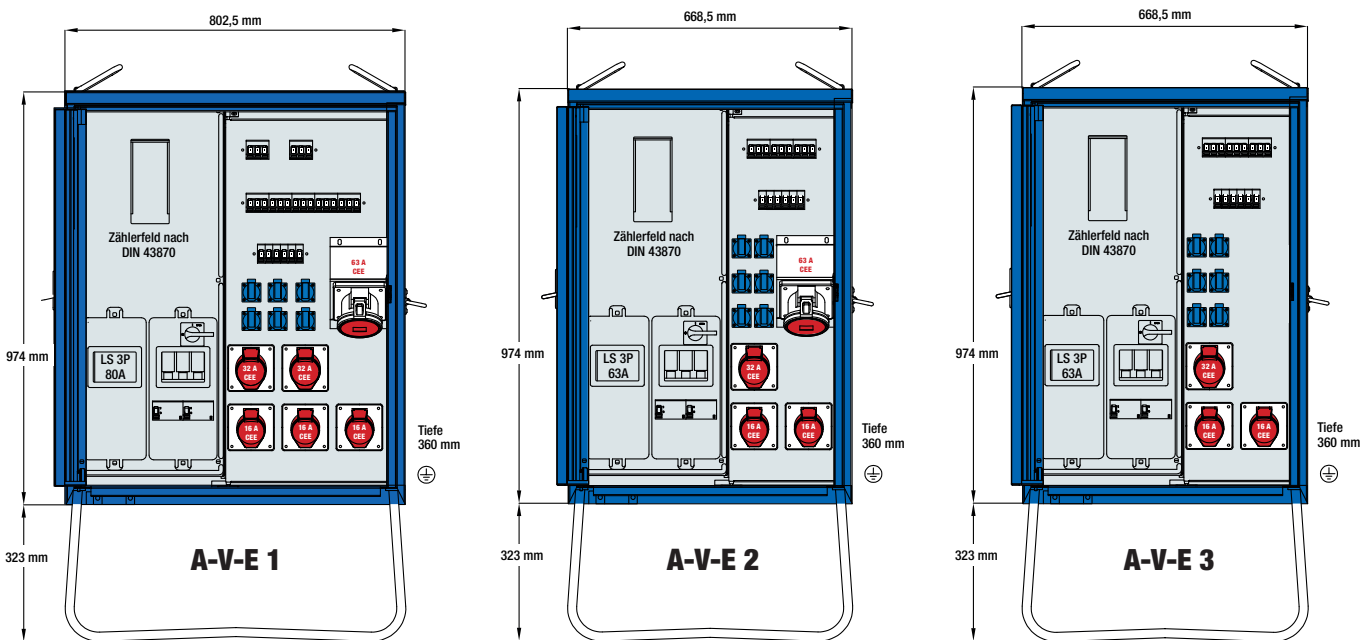 802,5 mm
Zählerfeld nach
DIN 43870
63 A
CEE
974 mm
LS 3P
80A
32 A
CEE
32 A
CEE
16 A
CEE
16 A
CEE
16 A
CEE
Tiefe
360 mm
323 mm
A-V-E 1
668,5 mm
Zählerfeld nach
DIN 43870
63 A
CEE
974 mm
LS 3P
63A
32 A
CEE
16 A
CEE
16 A
CEE
Tiefe
360 mm
323 mm
A-V-E 2
668,5 mm
Zählerfeld nach
DIN 43870
974 mm
LS 3P
63A
32 A
CEE
16 A
CEE
16 A
CEE
Tiefe
360 mm
323 mm
A-V-E 3